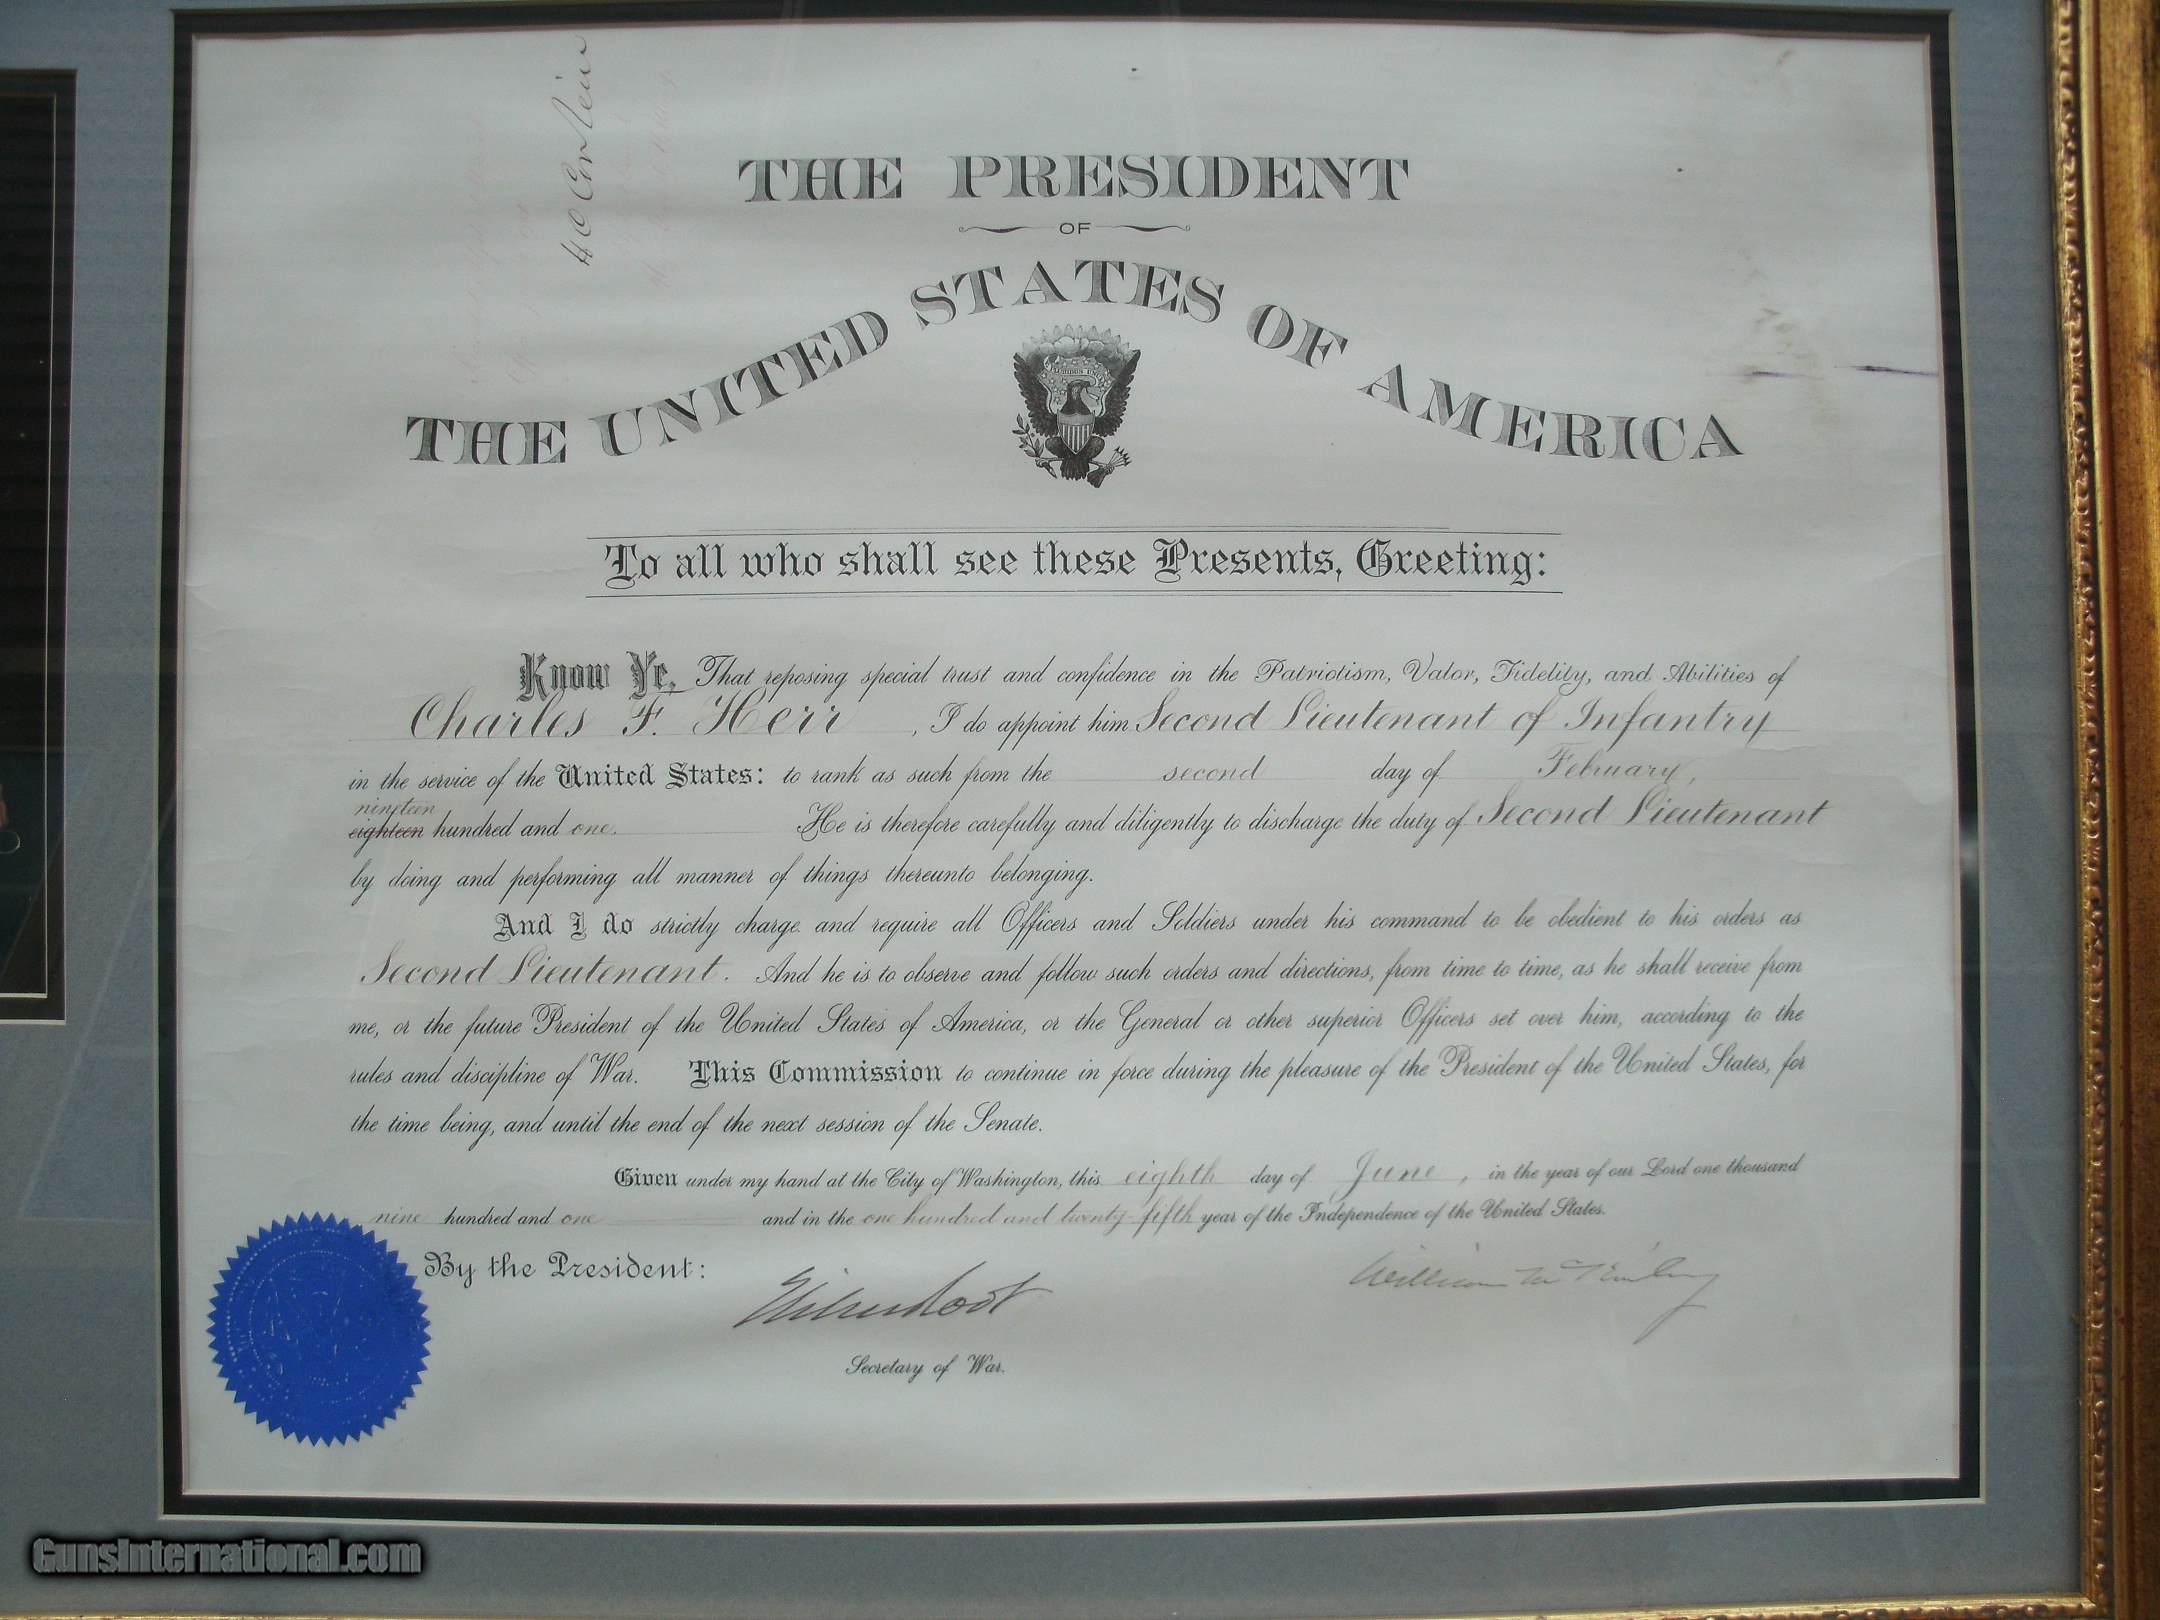 THE PRESIDENT
OF
THE UNITED STATES OF AMERICA
To all who shall see these Presents, Greeting:
Know Ye, That reposing special trust and confidence in the Patriotism, Valor, Fidelity, and Abilities of
Charles F. Herr, I do appoint him Second Lieutenant of Infantry
in the service of the United States: to rank as such from the second day of February,
nineteen
eighteen hundred and one. He is therefore carefully and diligently to discharge the duty of Second Lieutenant
by doing and performing all manner of things thereunto belonging.
And I do strictly charge and require all Officers and Soldiers under his command to be obedient to his orders as
Second Lieutenant. And he is to observe and follow such orders and directions, from time to time, as he shall receive from
me, or the future President of the United States of America, or the General or other superior Officers set over him, according to the
rules and discipline of War. This Commission to continue in force during the pleasure of the President of the United States, for
the time being, and until the end of the next session of the Senate.
Given under my hand at the City of Washington, this eighth day of June, in the year of our Lord one thousand
nine hundred and one and in the one hundred and twenty fifth year of the Independence of the United States.
By the President:
Elihu Root
William McKinley
Secretary of War.
GunsInternational.com